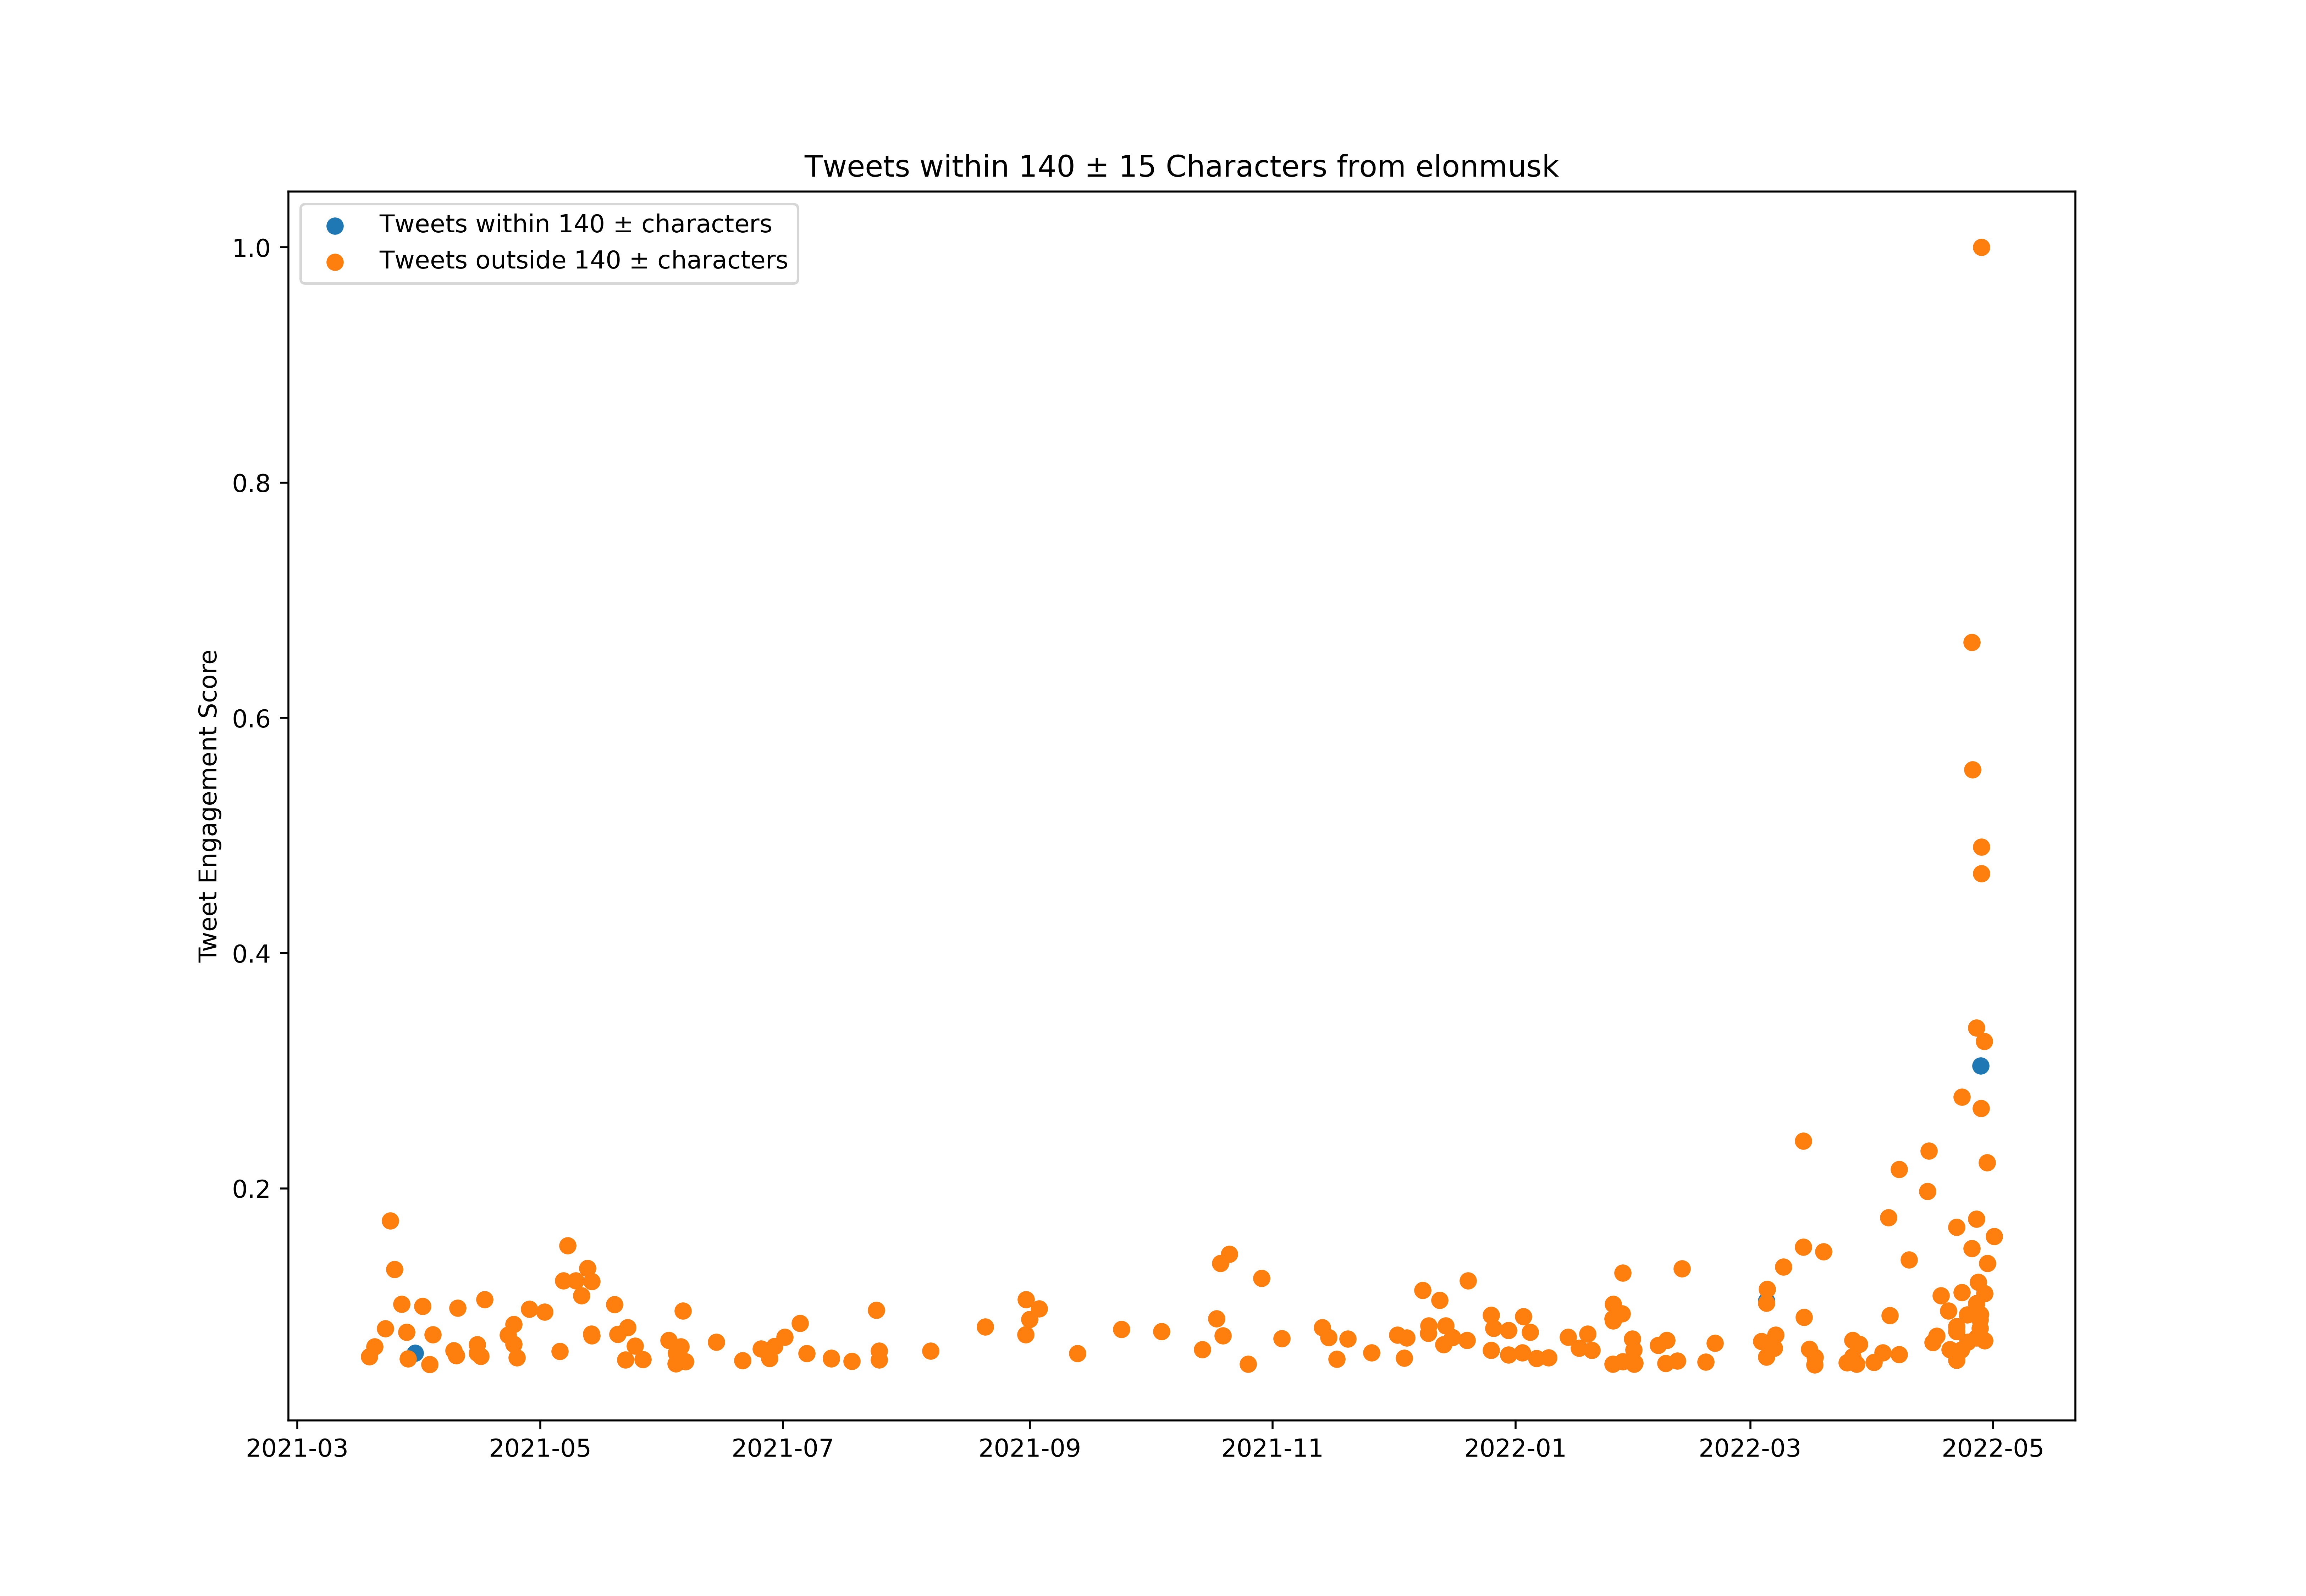 Tweets within 140 ± 15 Characters from elonmusk
Tweets within 140 ± characters
Tweets outside 140 ± characters
1.0
0.8
0.6
0.4
0.2
Tweet Engagement Score
2021-03 2021-05 2021-07 2021-09 2021-11 2022-01 2022-03 2022-05